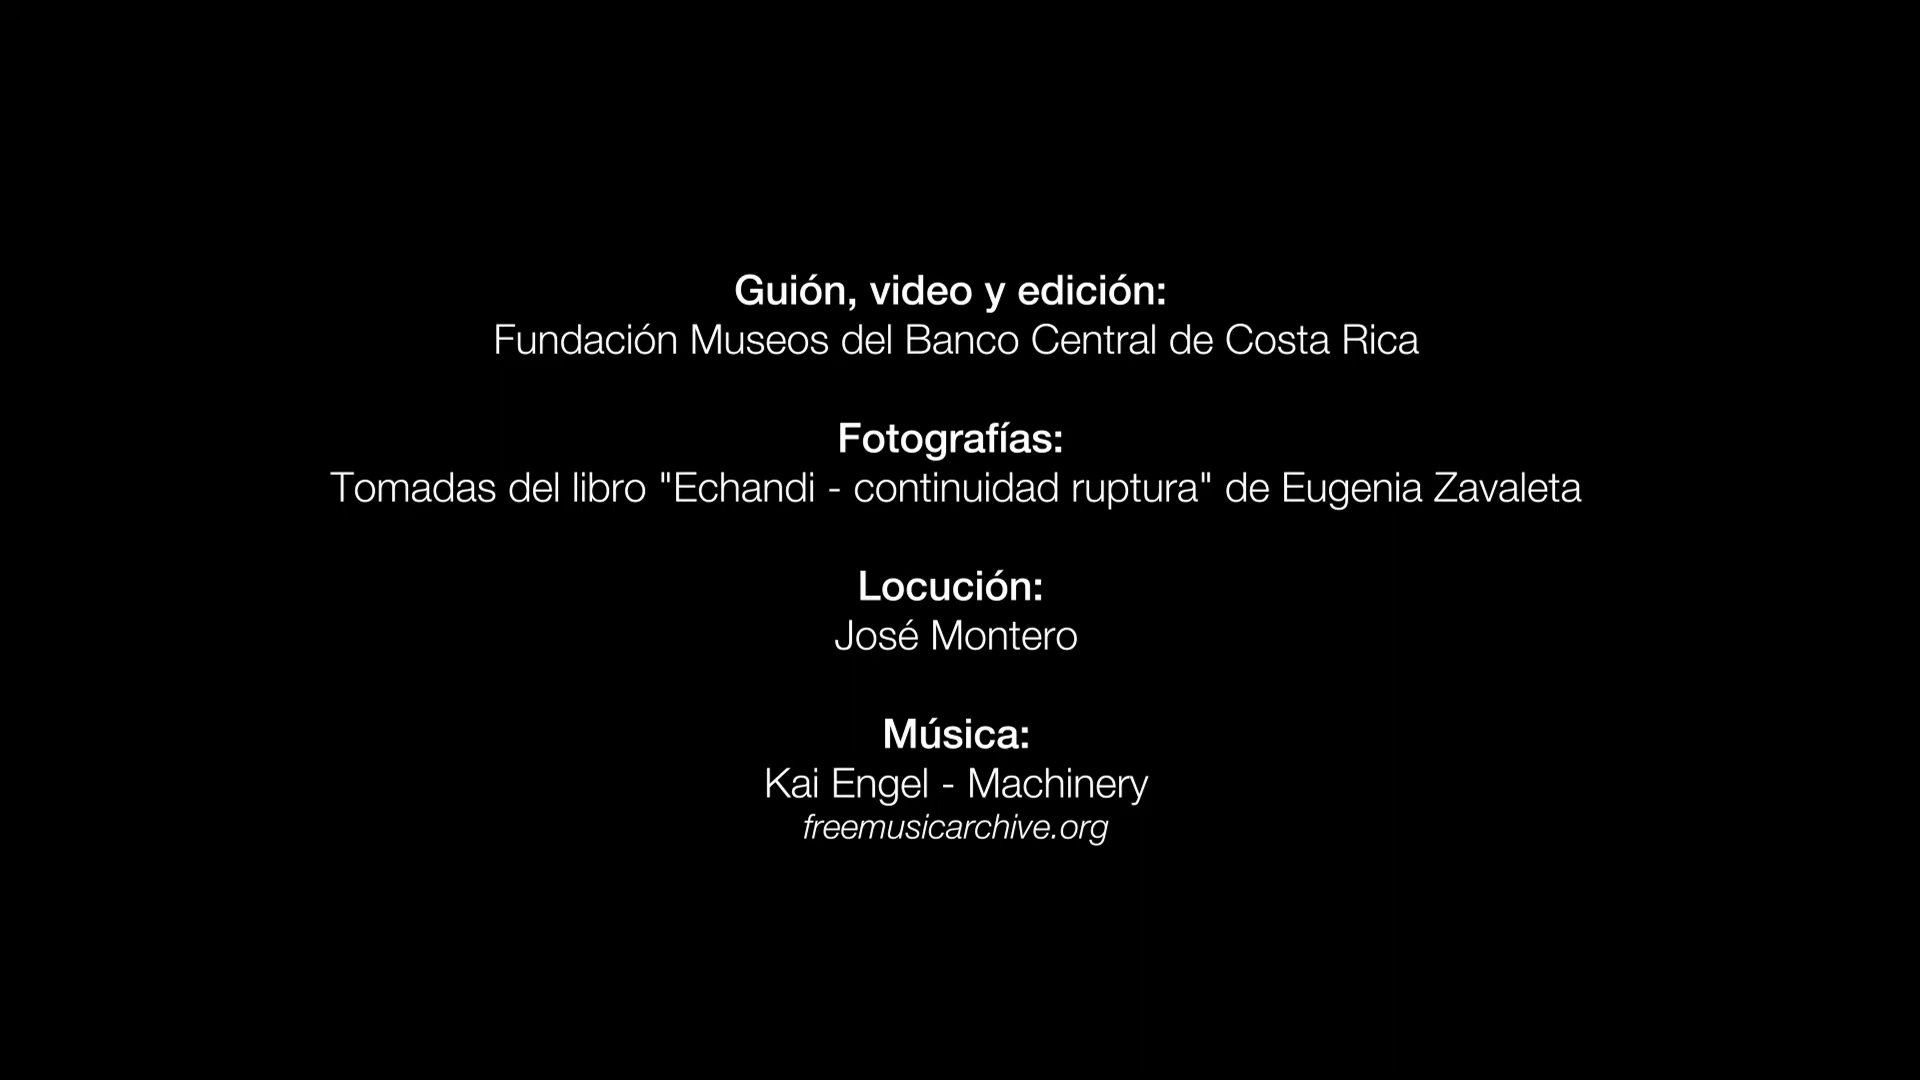 Guión, video y edición:
Fundación Museos del Banco Central de Costa Rica
Fotografías:
Tomadas del libro "Echandi - continuidad ruptura" de Eugenia Zavaleta
Locución:
José Montero
Música:
Kai Engel - Machinery
freemusicarchive.org